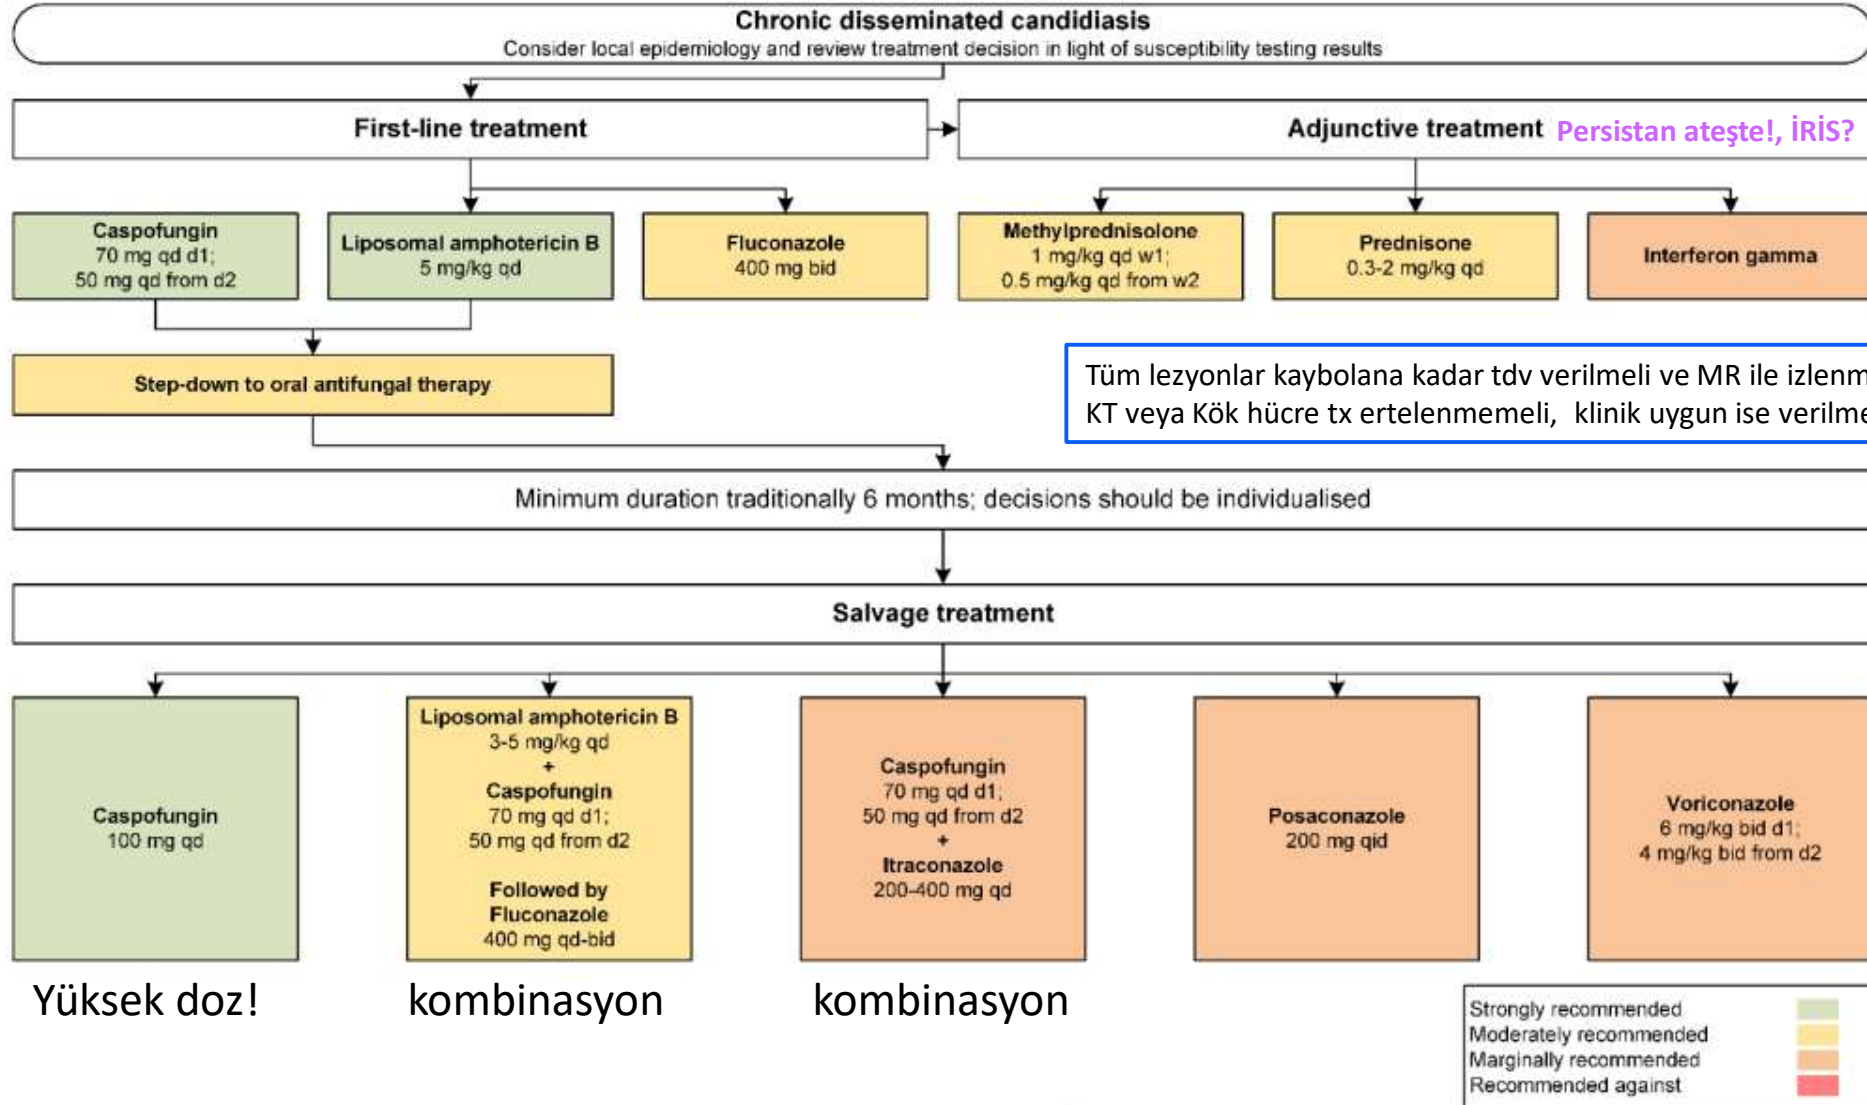 Chronic disseminated candidiasis
Consider local epidemiology and review treatment decision in light of susceptibility testing results
First-line treatment
Adjunctive treatment Persistan ateşte!, İRİS?
Caspofungin
70 mg qd d1;
50 mg qd from d2
Liposomal amphotericin B
5 mg/kg qd
Fluconazole
400 mg bid
Methylprednisolone
1 mg/kg qd w1;
0.5 mg/kg qd from w2
Prednisone
0.3-2 mg/kg qd
Interferon gamma
Step-down to oral antifungal therapy
Tüm lezyonlar kaybolana kadar tdv verilmeli ve MR ile
KT veya Kök hücre tx ertelenmemeli, klinik uygun ise
Minimum duration traditionally 6 months; decisions should be individualised
Salvage treatment
Caspofungin
100 mg qd
Liposomal amphotericin B
3-5 mg/kg qd
+
Caspofungin
70 mg qd d1;
50 mg qd from d2
Followed by
Fluconazole
400 mg qd-bid
Caspofungin
70 mg qd d1;
50 mg qd from d2
+
Itraconazole
200-400 mg qd
Posaconazole
200 mg qid
Voriconazole
6 mg/kg bid d1;
4 mg/kg bid from d2
Yüksek doz!
kombinasyon
kombinasyon
Strongly recommended
Moderately recommended
Marginally recommended
Recommended against